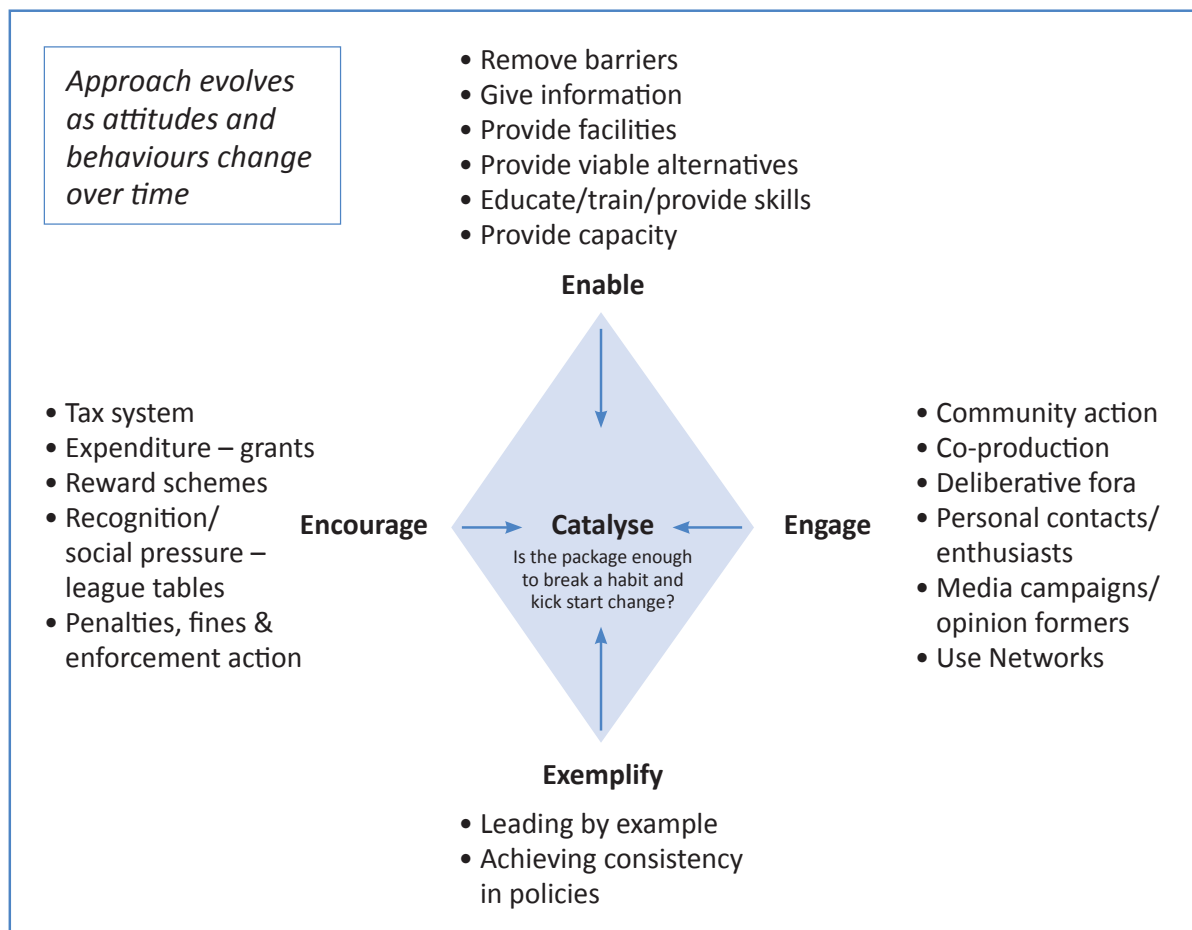 Approach evolves
as attitudes and
behaviours change
over time
• Remove barriers
• Give information
• Provide facilities
• Provide viable alternatives
• Educate/train/provide skills
• Provide capacity
Enable
• Tax system
• Expenditure – grants
• Reward schemes
• Recognition/
social pressure –
league tables
• Penalties, fines &
enforcement action
Encourage
Catalyse
Is the package enough
to break a habit and
kick start change?
Engage
• Community action
• Co-production
• Deliberative fora
• Personal contacts/
enthusiasts
• Media campaigns/
opinion formers
• Use Networks
Exemplify
• Leading by example
• Achieving consistency
in policies